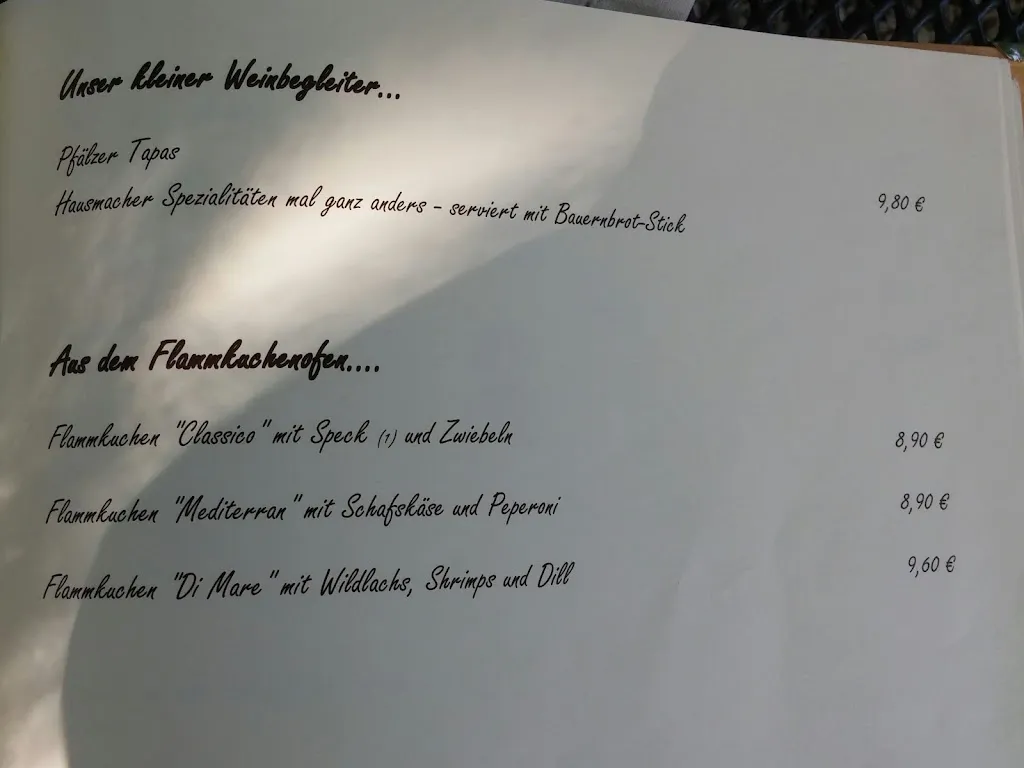 Unser kleiner Weinbegleiter...
Pfälzer Tapas
Hausmacher Spezialitäten mal ganz anders - serviert mit Bauernbrot-Stick 9,80 €
Aus dem Flammkuchenofen....
Flammkuchen "Classico" mit Speck (1) und Zwiebeln 8,90 €
Flammkuchen "Mediterran" mit Schafskäse und Peperoni 8,90 €
Flammkuchen "Di Mare" mit Wildlachs, Shrimps und Dill 9,60 €